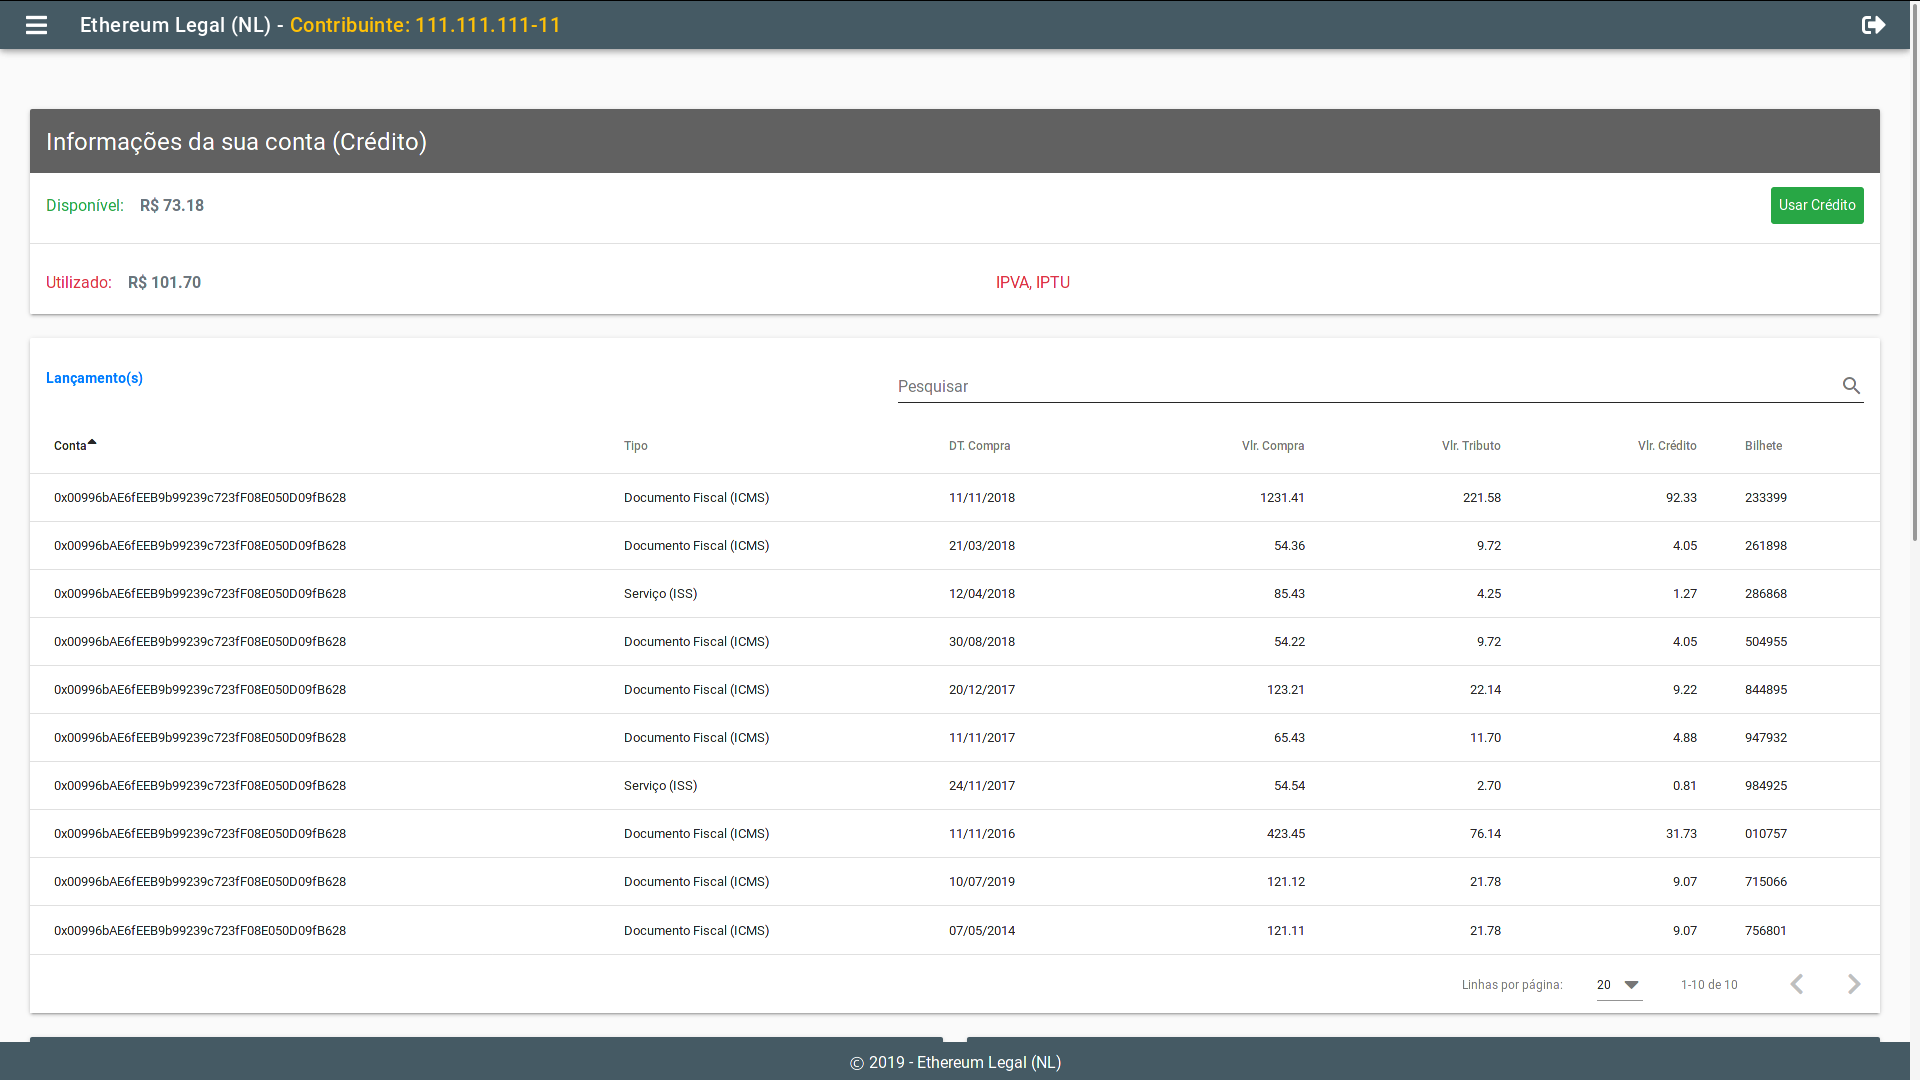 Ethereum Legal (NL) - Contribuinte: 111.111.111-11
Informações da sua conta (Crédito)
Disponível: R$ 73.18 Usar Crédito
Utilizado: R$ 101.70 IPVA, IPTU
Lançamento(s) Pesquisar
Conta Tipo DT. Compra Vlr. Compra Vlr. Tributo Vlr. Crédito Bilhete
0x00996bAE6fEEB9b99239c723fF08E050D09fB628 Documento Fiscal (ICMS) 11/11/2018 1231.41 221.58 92.33 233399
0x00996bAE6fEEB9b99239c723fF08E050D09fB628 Documento Fiscal (ICMS) 21/03/2018 54.36 9.72 4.05 261898
0x00996bAE6fEEB9b99239c723fF08E050D09fB628 Serviço (ISS) 12/04/2018 85.43 4.25 1.27 286868
0x00996bAE6fEEB9b99239c723fF08E050D09fB628 Documento Fiscal (ICMS) 30/08/2018 54.22 9.72 4.05 504955
0x00996bAE6fEEB9b99239c723fF08E050D09fB628 Documento Fiscal (ICMS) 20/12/2017 123.21 22.14 9.22 844895
0x00996bAE6fEEB9b99239c723fF08E050D09fB628 Documento Fiscal (ICMS) 11/11/2017 65.43 11.70 4.88 947932
0x00996bAE6fEEB9b99239c723fF08E050D09fB628 Serviço (ISS) 24/11/2017 54.54 2.70 0.81 984925
0x00996bAE6fEEB9b99239c723fF08E050D09fB628 Documento Fiscal (ICMS) 11/11/2016 423.45 76.14 31.73 010757
0x00996bAE6fEEB9b99239c723fF08E050D09fB628 Documento Fiscal (ICMS) 10/07/2019 121.12 21.78 9.07 715066
0x00996bAE6fEEB9b99239c723fF08E050D09fB628 Documento Fiscal (ICMS) 07/05/2014 121.11 21.78 9.07 756801
Linhas por página: 20 1-10 de 10
© 2019 - Ethereum Legal (NL)